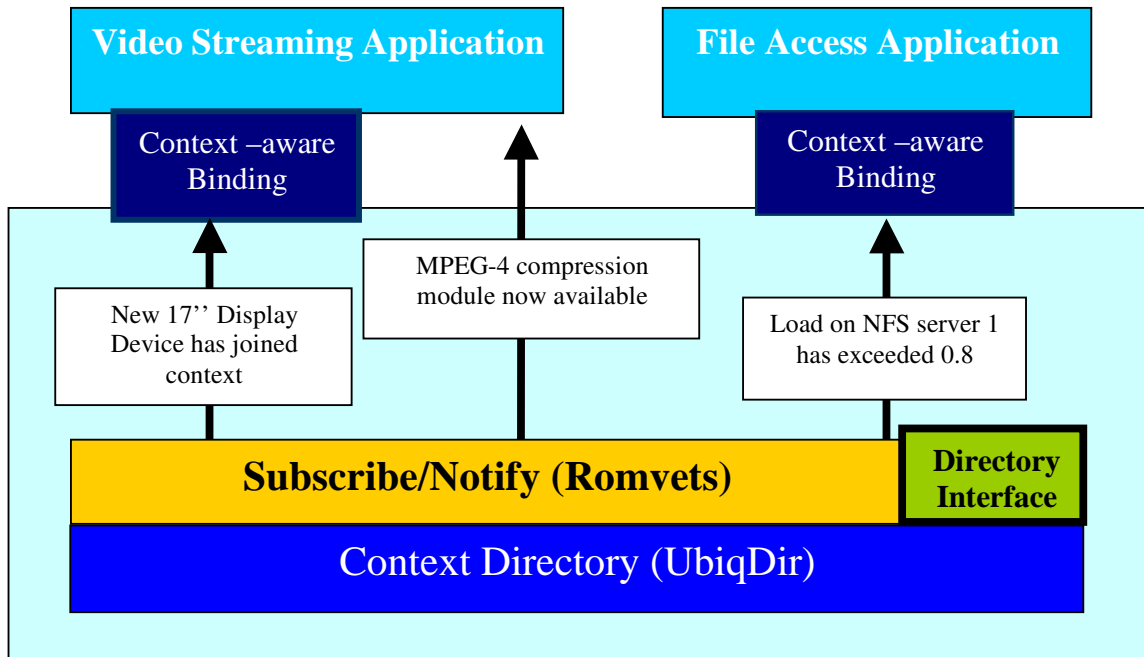 Video Streaming Application
File Access Application
Context –aware
Binding
Context –aware
Binding
MPEG-4 compression
module now available
New 17’’ Display
Device has joined
context
Load on NFS server 1
has exceeded 0.8
Subscribe/Notify (Romvets)
Directory
Interface
Context Directory (UbiqDir)